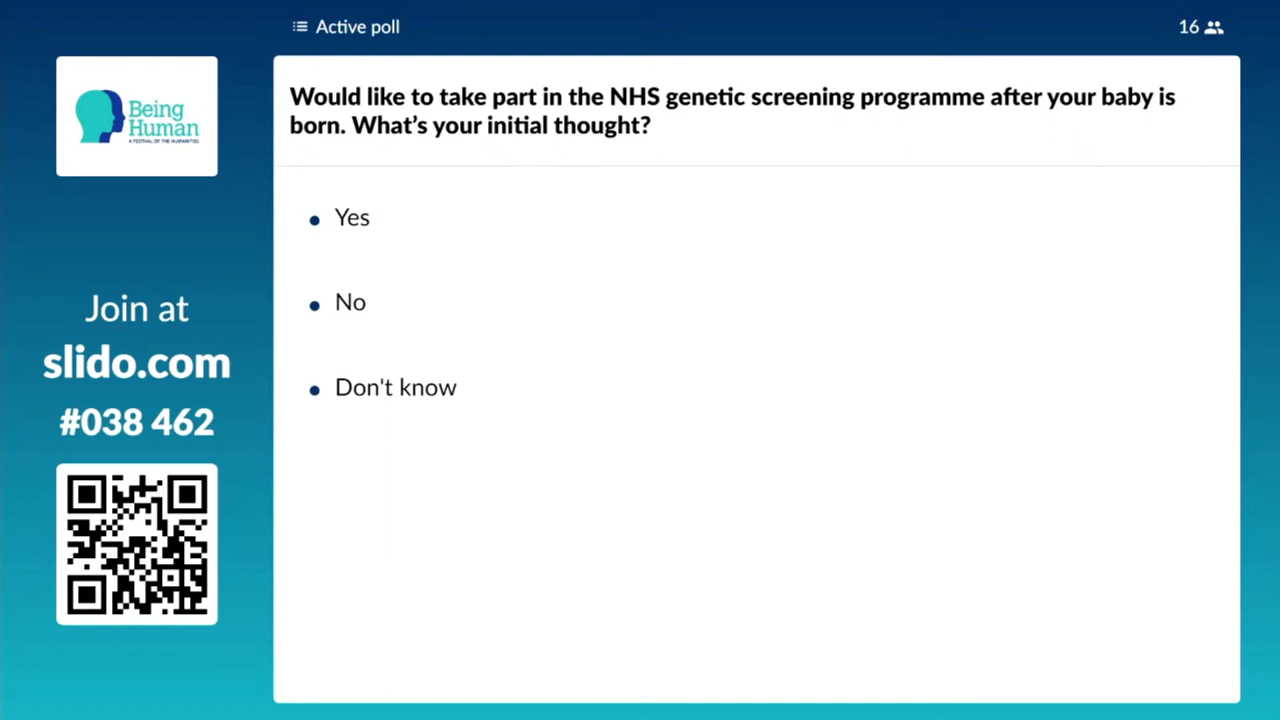 Active poll
16
Being
Human
A FESTIVAL OF THE HUMANITIES
Would like to take part in the NHS genetic screening programme after your baby is
born. What’s your initial thought?
Yes
No
Don't know
Join at
slido.com
#038 462